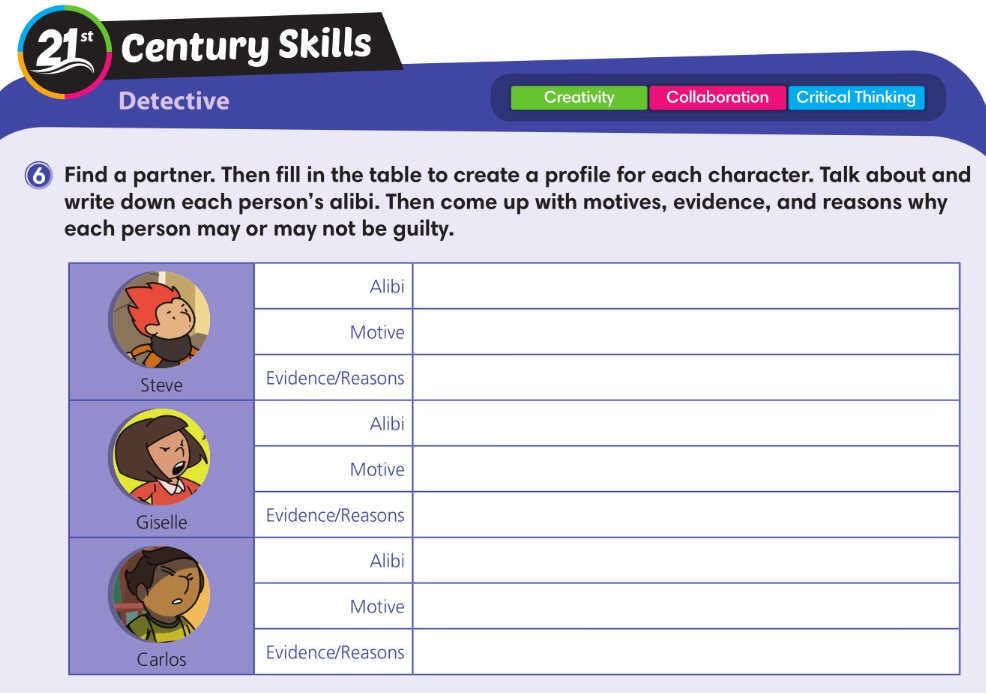 21st Century Skills
Detective
Creativity Collaboration Critical Thinking
6 Find a partner. Then fill in the table to create a profile for each character. Talk about and
write down each person's alibi. Then come up with motives, evidence, and reasons why
each person may or may not be guilty.
Steve
Alibi
Motive
Evidence/Reasons
Giselle
Alibi
Motive
Evidence/Reasons
Carlos
Alibi
Motive
Evidence/Reasons